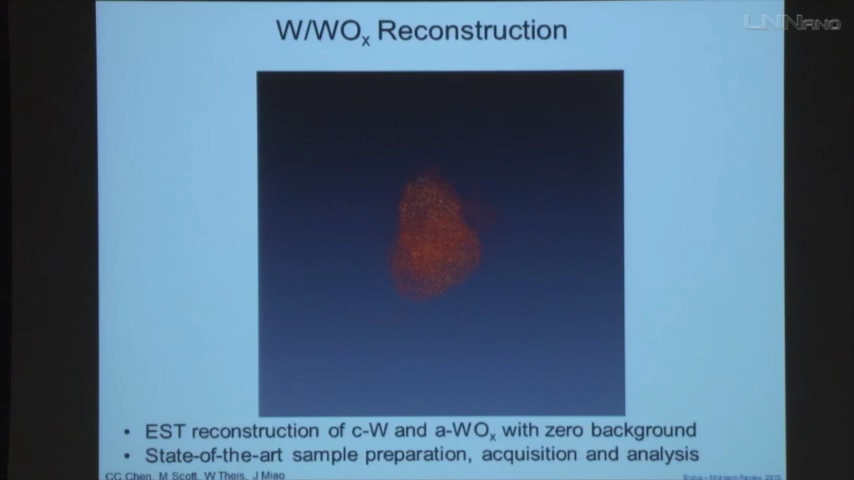 LNNano
W/WOx Reconstruction
• EST reconstruction of c-W and a-WOx with zero background
• State-of-the-art sample preparation, acquisition and analysis
CC Chen, M Scott, W Theis, J Miao